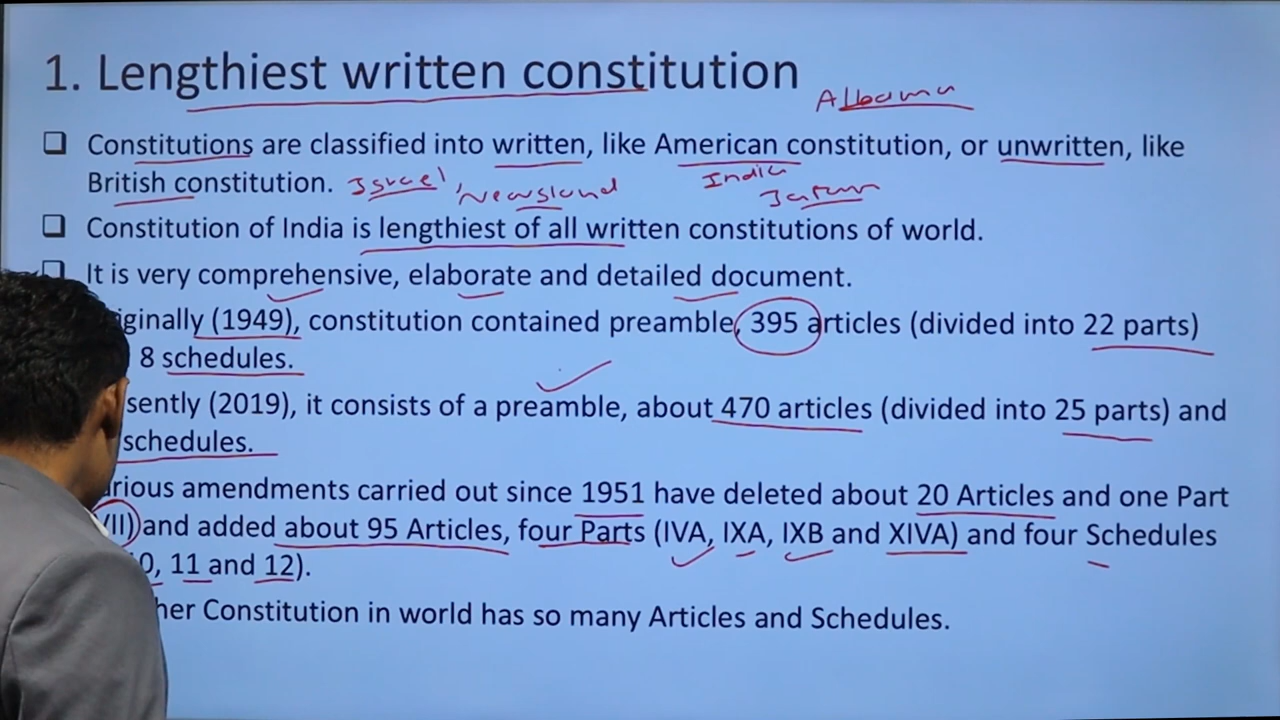 1. Lengthiest written constitution
Albama
Constitutions are classified into written, like American constitution, or unwritten, like
British constitution. Israel, Newsland India Japan
Constitution of India is lengthiest of all written constitutions of world.
It is very comprehensive, elaborate and detailed document.
iginally (1949), constitution contained preamble, 395 articles (divided into 22 parts)
8 schedules.
sently (2019), it consists of a preamble, about 470 articles (divided into 25 parts) and
schedules.
rious amendments carried out since 1951 have deleted about 20 Articles and one Part
VII) and added about 95 Articles, four Parts (IVA, IXA, IXB and XIVA) and four Schedules
0, 11 and 12).
her Constitution in world has so many Articles and Schedules.